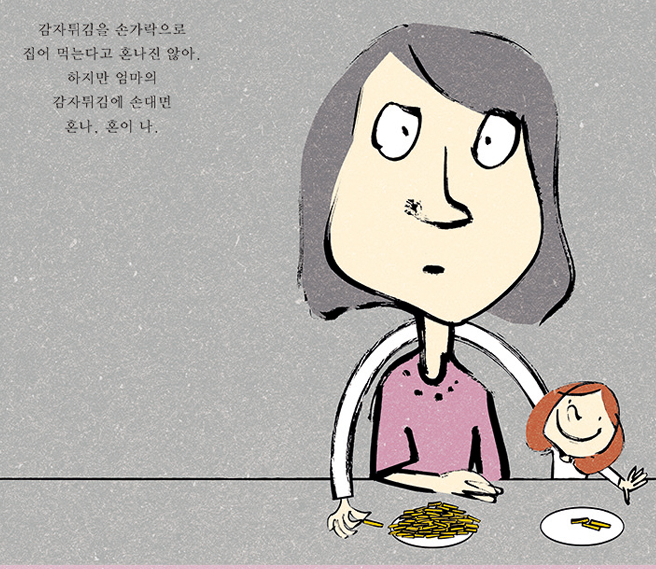 감자튀김을 손가락으로
집어 먹는다고 혼나진 않아.
하지만 엄마의
감자튀김에 손대면
혼나. 혼이 나.